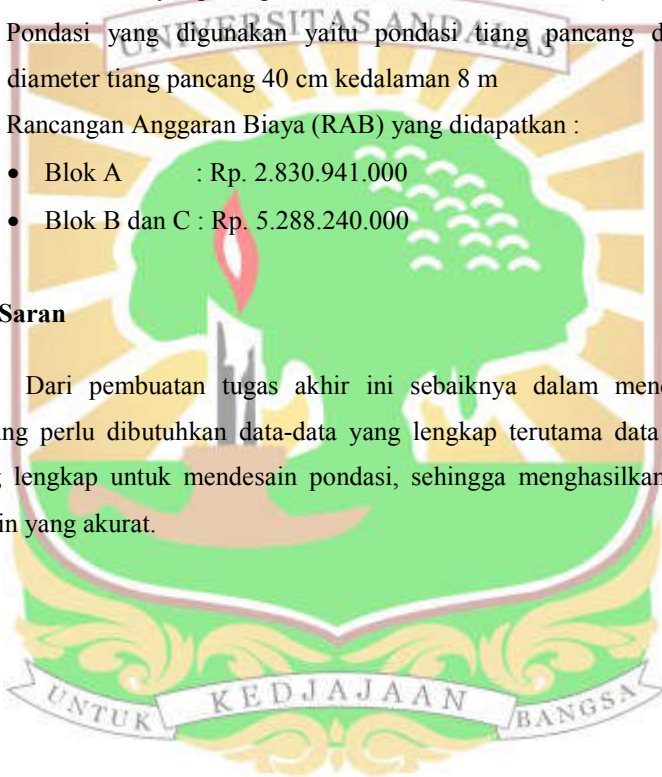 UNIVERSITAS ANDALAS
Pondasi yang digunakan yaitu pondasi tiang pancang d
diameter tiang pancang 40 cm kedalaman 8 m
Rancangan Anggaran Biaya (RAB) yang didapatkan :
• Blok A : Rp. 2.830.941.000
• Blok B dan C : Rp. 5.288.240.000
Saran
Dari pembuatan tugas akhir ini sebaiknya dalam mend
ng perlu dibutuhkan data-data yang lengkap terutama data
g lengkap untuk mendesain pondasi, sehingga menghasilkan
in yang akurat.
UNTUK KEDJAJAAN BANGSA